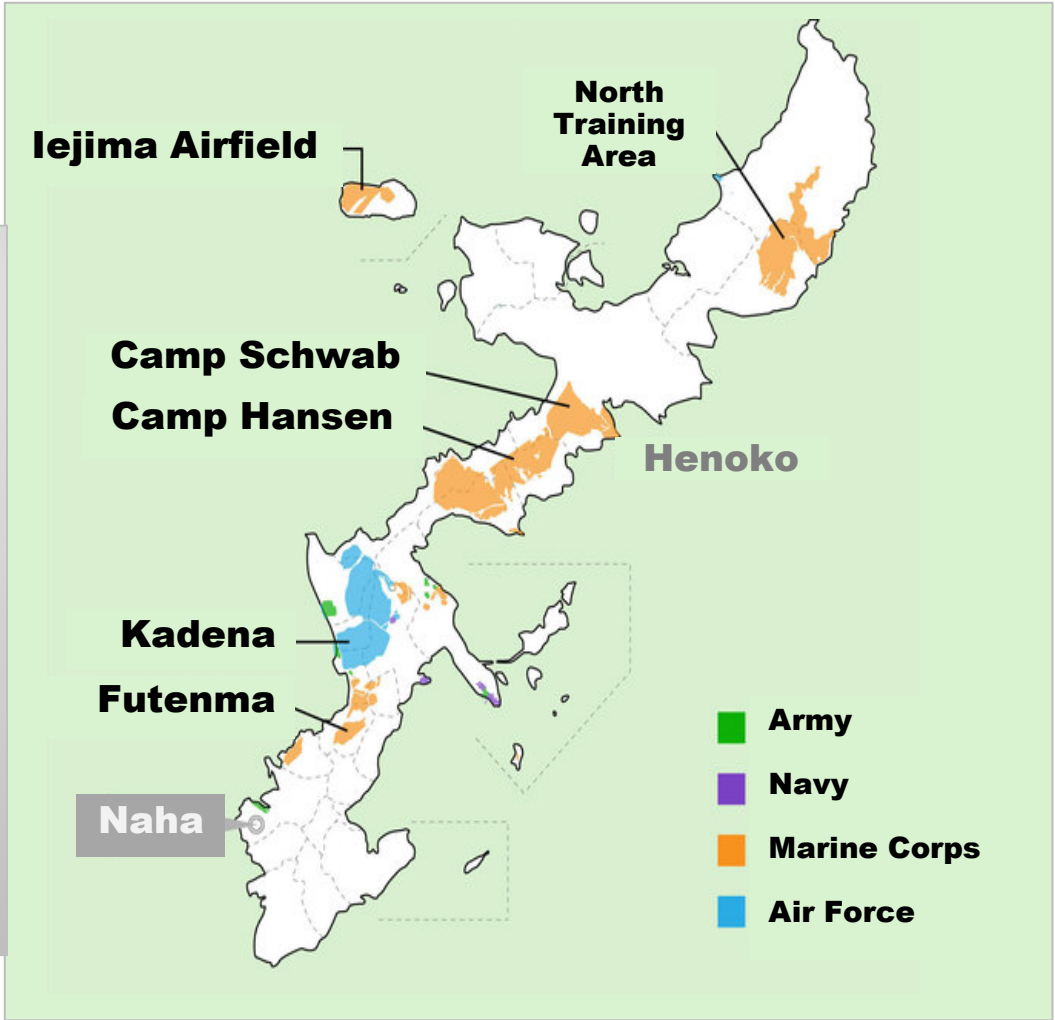 North
Training
Area
Iejima Airfield
Camp Schwab
Camp Hansen
Henoko
Kadena
Futenma
Naha
Army
Navy
Marine Corps
Air Force